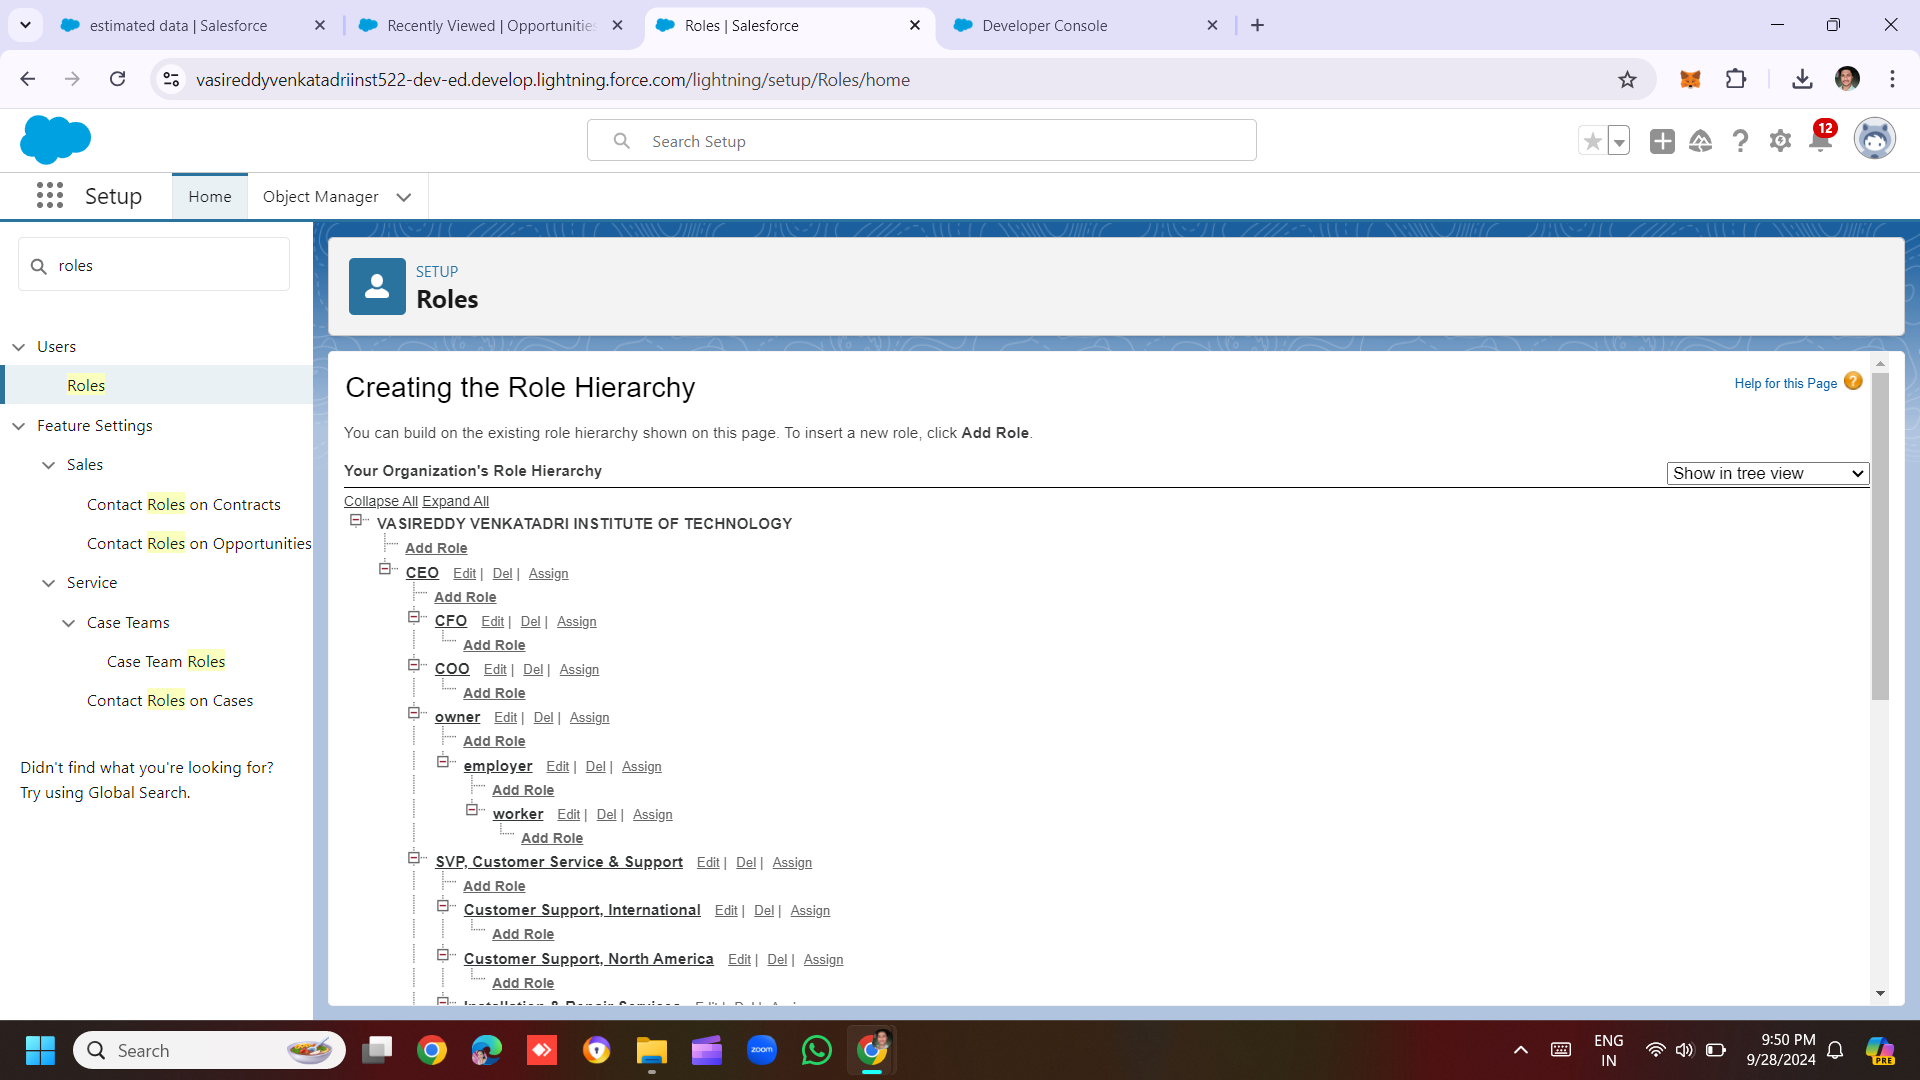 estimated data | Salesforce
Recently Viewed | Opportunities
Roles | Salesforce
Developer Console
vasireddyvenkatadriinst522-dev-ed.develop.lightning.force.com/lightning/setup/Roles/home
Search Setup
12
Setup
Home
Object Manager
roles
SETUP
Roles
Users
Roles
Feature Settings
Sales
Contact Roles on Contracts
Contact Roles on Opportunities
Service
Case Teams
Case Team Roles
Contact Roles on Cases
Didn't find what you're looking for?
Try using Global Search.
Creating the Role Hierarchy
Help for this Page ?
You can build on the existing role hierarchy shown on this page. To insert a new role, click Add Role.
Your Organization's Role Hierarchy
Show in tree view
Collapse All Expand All
VASIREDDY VENKATADRI INSTITUTE OF TECHNOLOGY
Add Role
CEO Edit | Del | Assign
Add Role
CFO Edit | Del | Assign
Add Role
COO Edit | Del | Assign
Add Role
owner Edit | Del | Assign
Add Role
employer Edit | Del | Assign
Add Role
worker Edit | Del | Assign
Add Role
SVP, Customer Service & Support Edit | Del | Assign
Add Role
Customer Support, International Edit | Del | Assign
Add Role
Customer Support, North America Edit | Del | Assign
Add Role
Installation & Repair Services Edit | Del | Assign
Search
zoom
ENG
IN
9:50 PM
9/28/2024
PRE